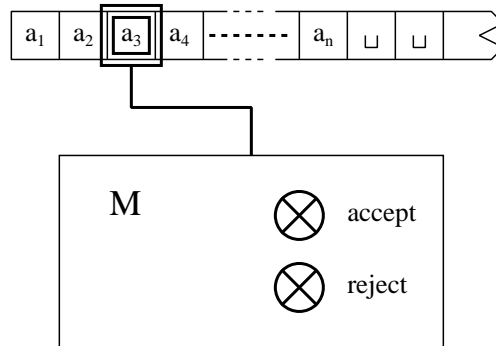 a₁ a₂ a₃ a₄ aₙ ⊔ ⊔
M
accept
reject